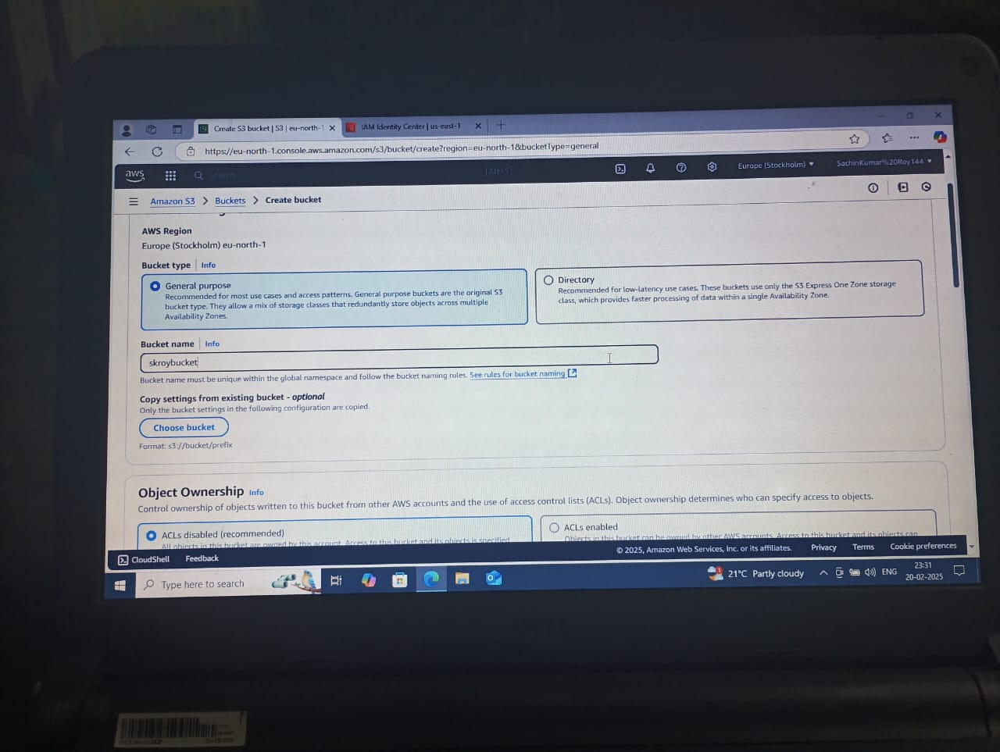 Create S3 bucket | S3 | eu-north-1
IAM Identity Center | us-east-1
https://eu-north-1.console.aws.amazon.com/s3/bucket/create?region=eu-north-1&bucketType=general
aws
Search
[Alt+S]
Europe (Stockholm)
SachinKumar%20Roy144
Amazon S3 > Buckets > Create bucket
AWS Region
Europe (Stockholm) eu-north-1
Bucket type | Info
General purpose
Recommended for most use cases and access patterns. General purpose buckets are the original S3
bucket type. They allow a mix of storage classes that redundantly store objects across multiple
Availability Zones.
Directory
Recommended for low-latency use cases. These buckets use only the S3 Express One Zone storage
class, which provides faster processing of data within a single Availability Zone.
Bucket name | Info
skroybucket
Bucket name must be unique within the global namespace and follow the bucket naming rules. See rules for bucket naming
Copy settings from existing bucket - optional
Only the bucket settings in the following configuration are copied.
Choose bucket
Format: s3://bucket/prefix
Object Ownership Info
Control ownership of objects written to this bucket from other AWS accounts and the use of access control lists (ACLs). Object ownership determines who can specify access to objects.
ACLs disabled (recommended)
All objects in this bucket are owned by this account. Access to this bucket and its objects is specified
ACLs enabled
Objects in this bucket can be owned by other AWS accounts. Access to this bucket and its objects can
CloudShell
Feedback
© 2025, Amazon Web Services, Inc. or its affiliates.
Privacy
Terms
Cookie preferences
Type here to search
21°C Partly cloudy
ENG
23:31
20-02-2025
DELL